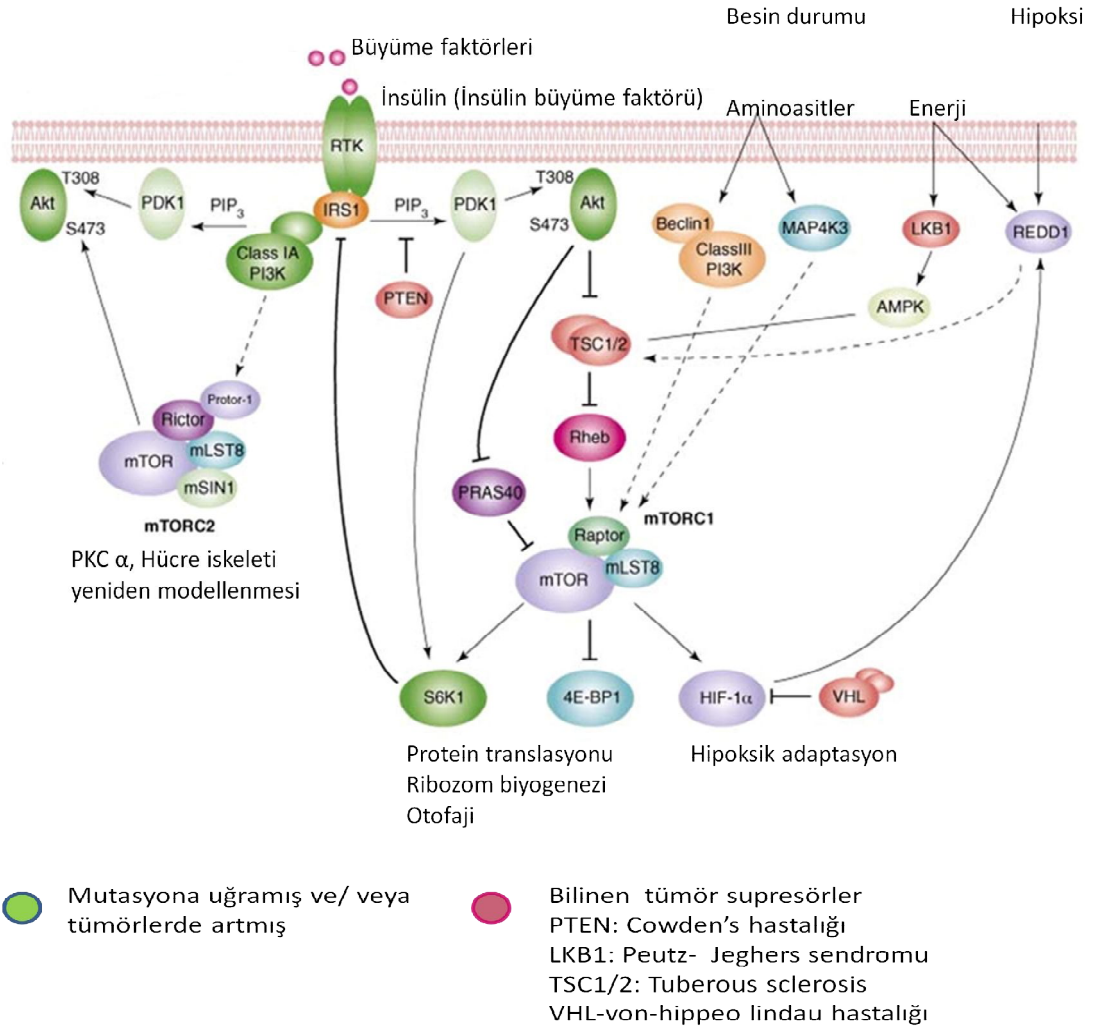 Besin durumu
Hipoksi
Büyüme faktörleri
İnsülin (İnsülin büyüme faktörü)
Aminoasitler
Enerji
RTK
T308
Akt
S473
PDK1
PIP3
IRS1
PIP3
PDK1
T308
Akt
S473
Beclin1
MAP4K3
LKB1
REDD1
Class IA
PI3K
ClassIII
PI3K
PTEN
AMPK
TSC1/2
Protor-1
Rictor
mLST8
mTOR
mSIN1
mTORC2
Rheb
PRAS40
mTORC1
Raptor
mLST8
mTOR
PKC α, Hücre iskeleti
yeniden modellenmesi
S6K1
4E-BP1
HIF-1α
VHL
Protein translasyonu
Ribozom biyogenezi
Otofaji
Hipoksik adaptasyon
Mutasyona uğramış ve/ veya
tümörlerde artmış
Bilinen tümör supresörler
PTEN: Cowden’s hastalığı
LKB1: Peutz- Jeghers sendromu
TSC1/2: Tuberous sclerosis
VHL-von-hippeo lindau hastalığı